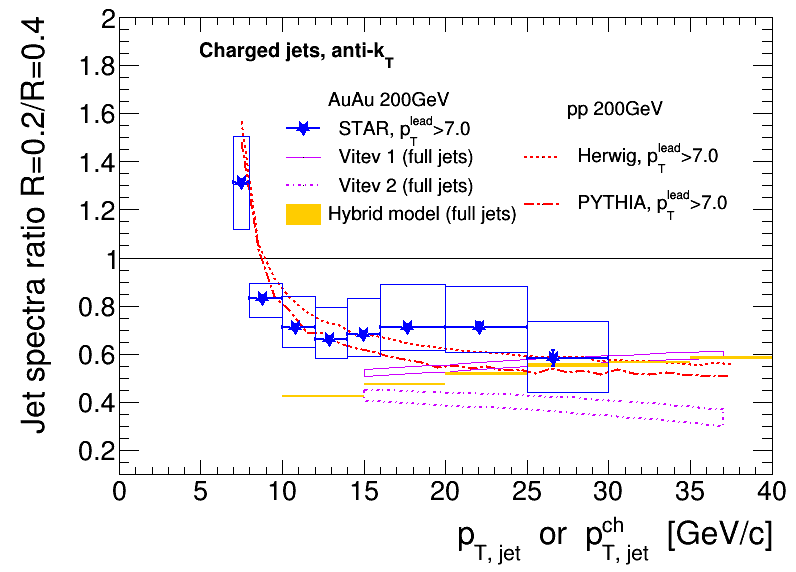 Jet spectra ratio R=0.2/R=0.4
2
1.8
1.6
1.4
1.2
1
0.8
0.6
0.4
0.2
Charged jets, anti-k_T
AuAu 200GeV
STAR, p_T^lead>7.0
Vitev 1 (full jets)
Vitev 2 (full jets)
Hybrid model (full jets)
pp 200GeV
Herwig, p_T^lead>7.0
PYTHIA, p_T^lead>7.0
0 5 10 15 20 25 30 35 40
p_T, jet or p_T, jet^ch [GeV/c]